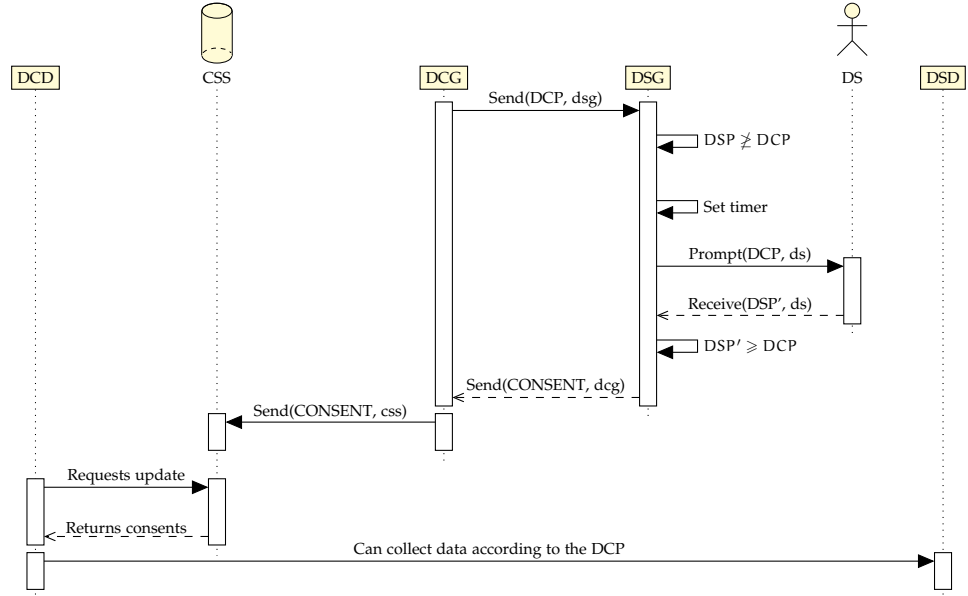 DCD
CSS
DCG
DSG
DS
DSD
Send(DCP, dsg)
DSP ≱ DCP
Set timer
Prompt(DCP, ds)
Receive(DSP', ds)
DSP′ ⩾ DCP
Send(CONSENT, dcg)
Send(CONSENT, css)
Requests update
Returns consents
Can collect data according to the DCP